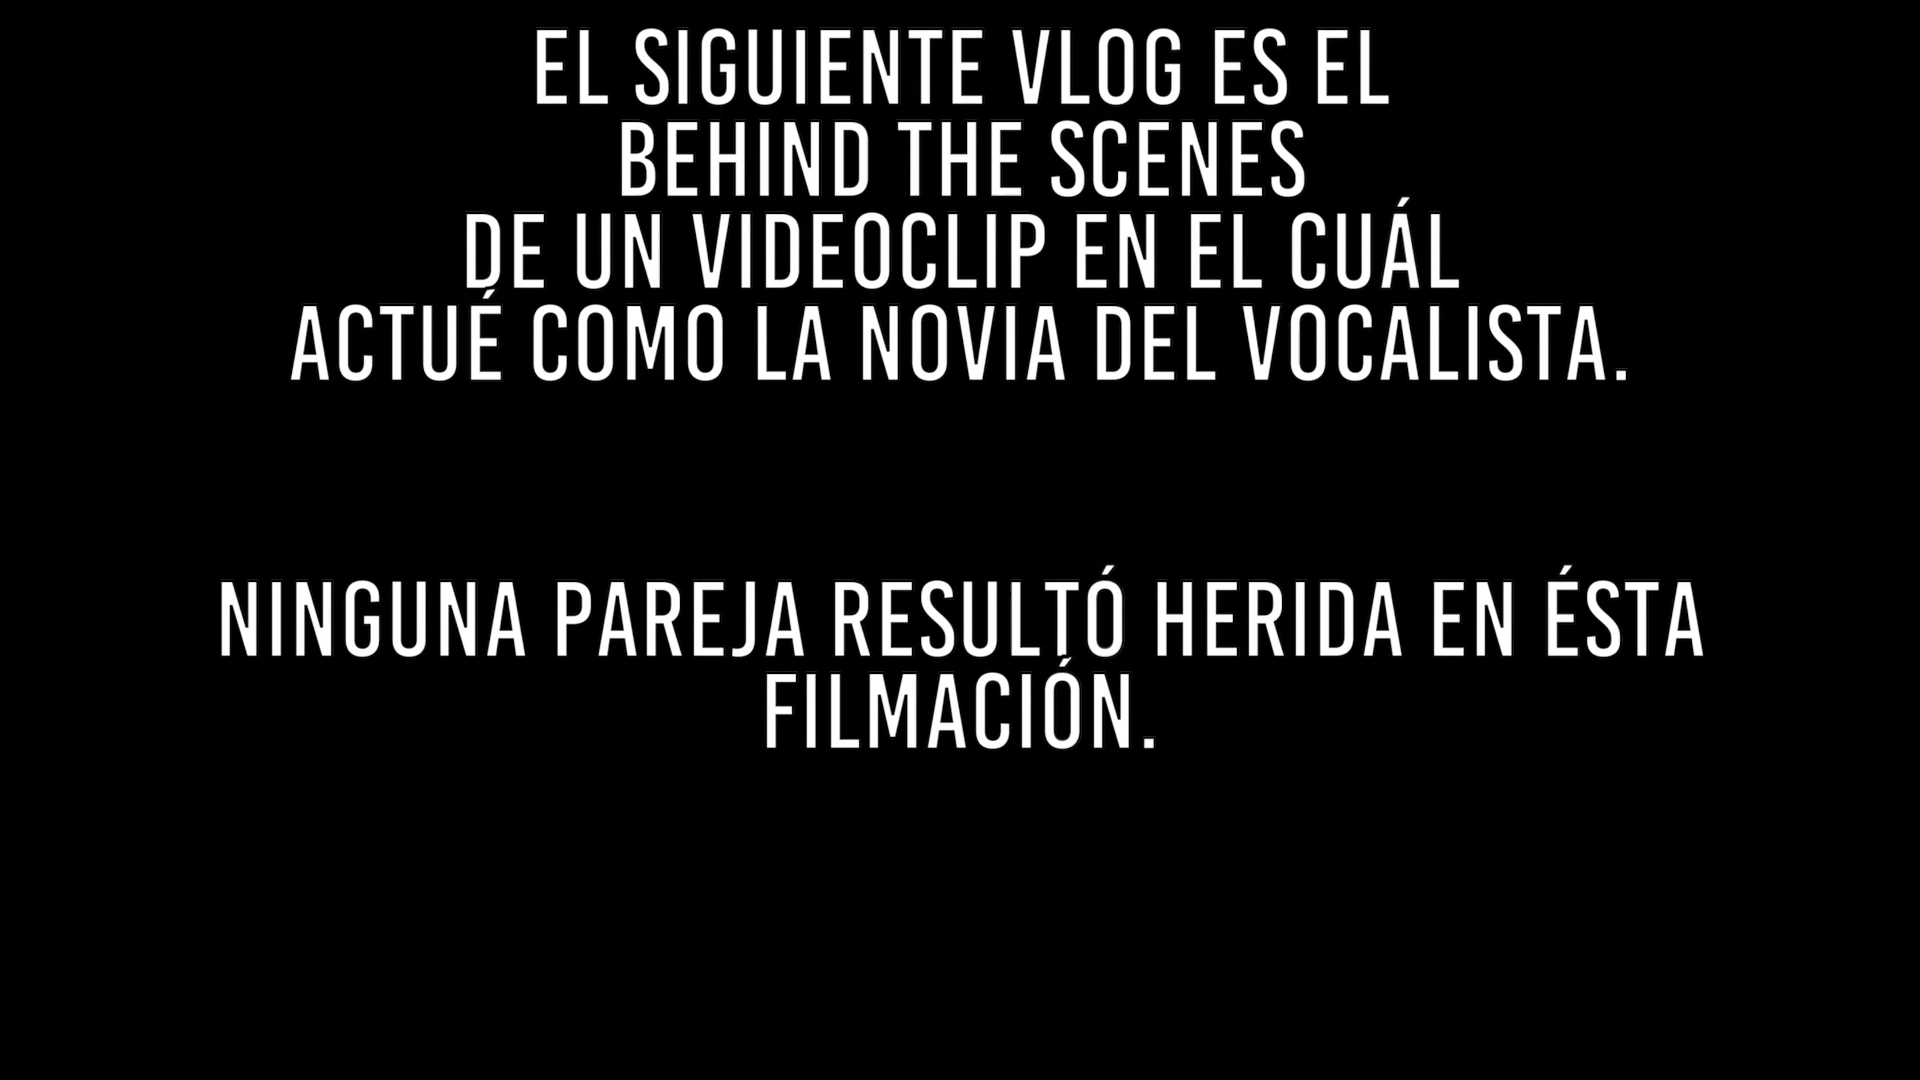 EL SIGUIENTE VLOG ES EL
BEHIND THE SCENES
DE UN VIDEOCLIP EN EL CUÁL
ACTUÉ COMO LA NOVIA DEL VOCALISTA.
NINGUNA PAREJA RESULTÓ HERIDA EN ÉSTA
FILMACIÓN.